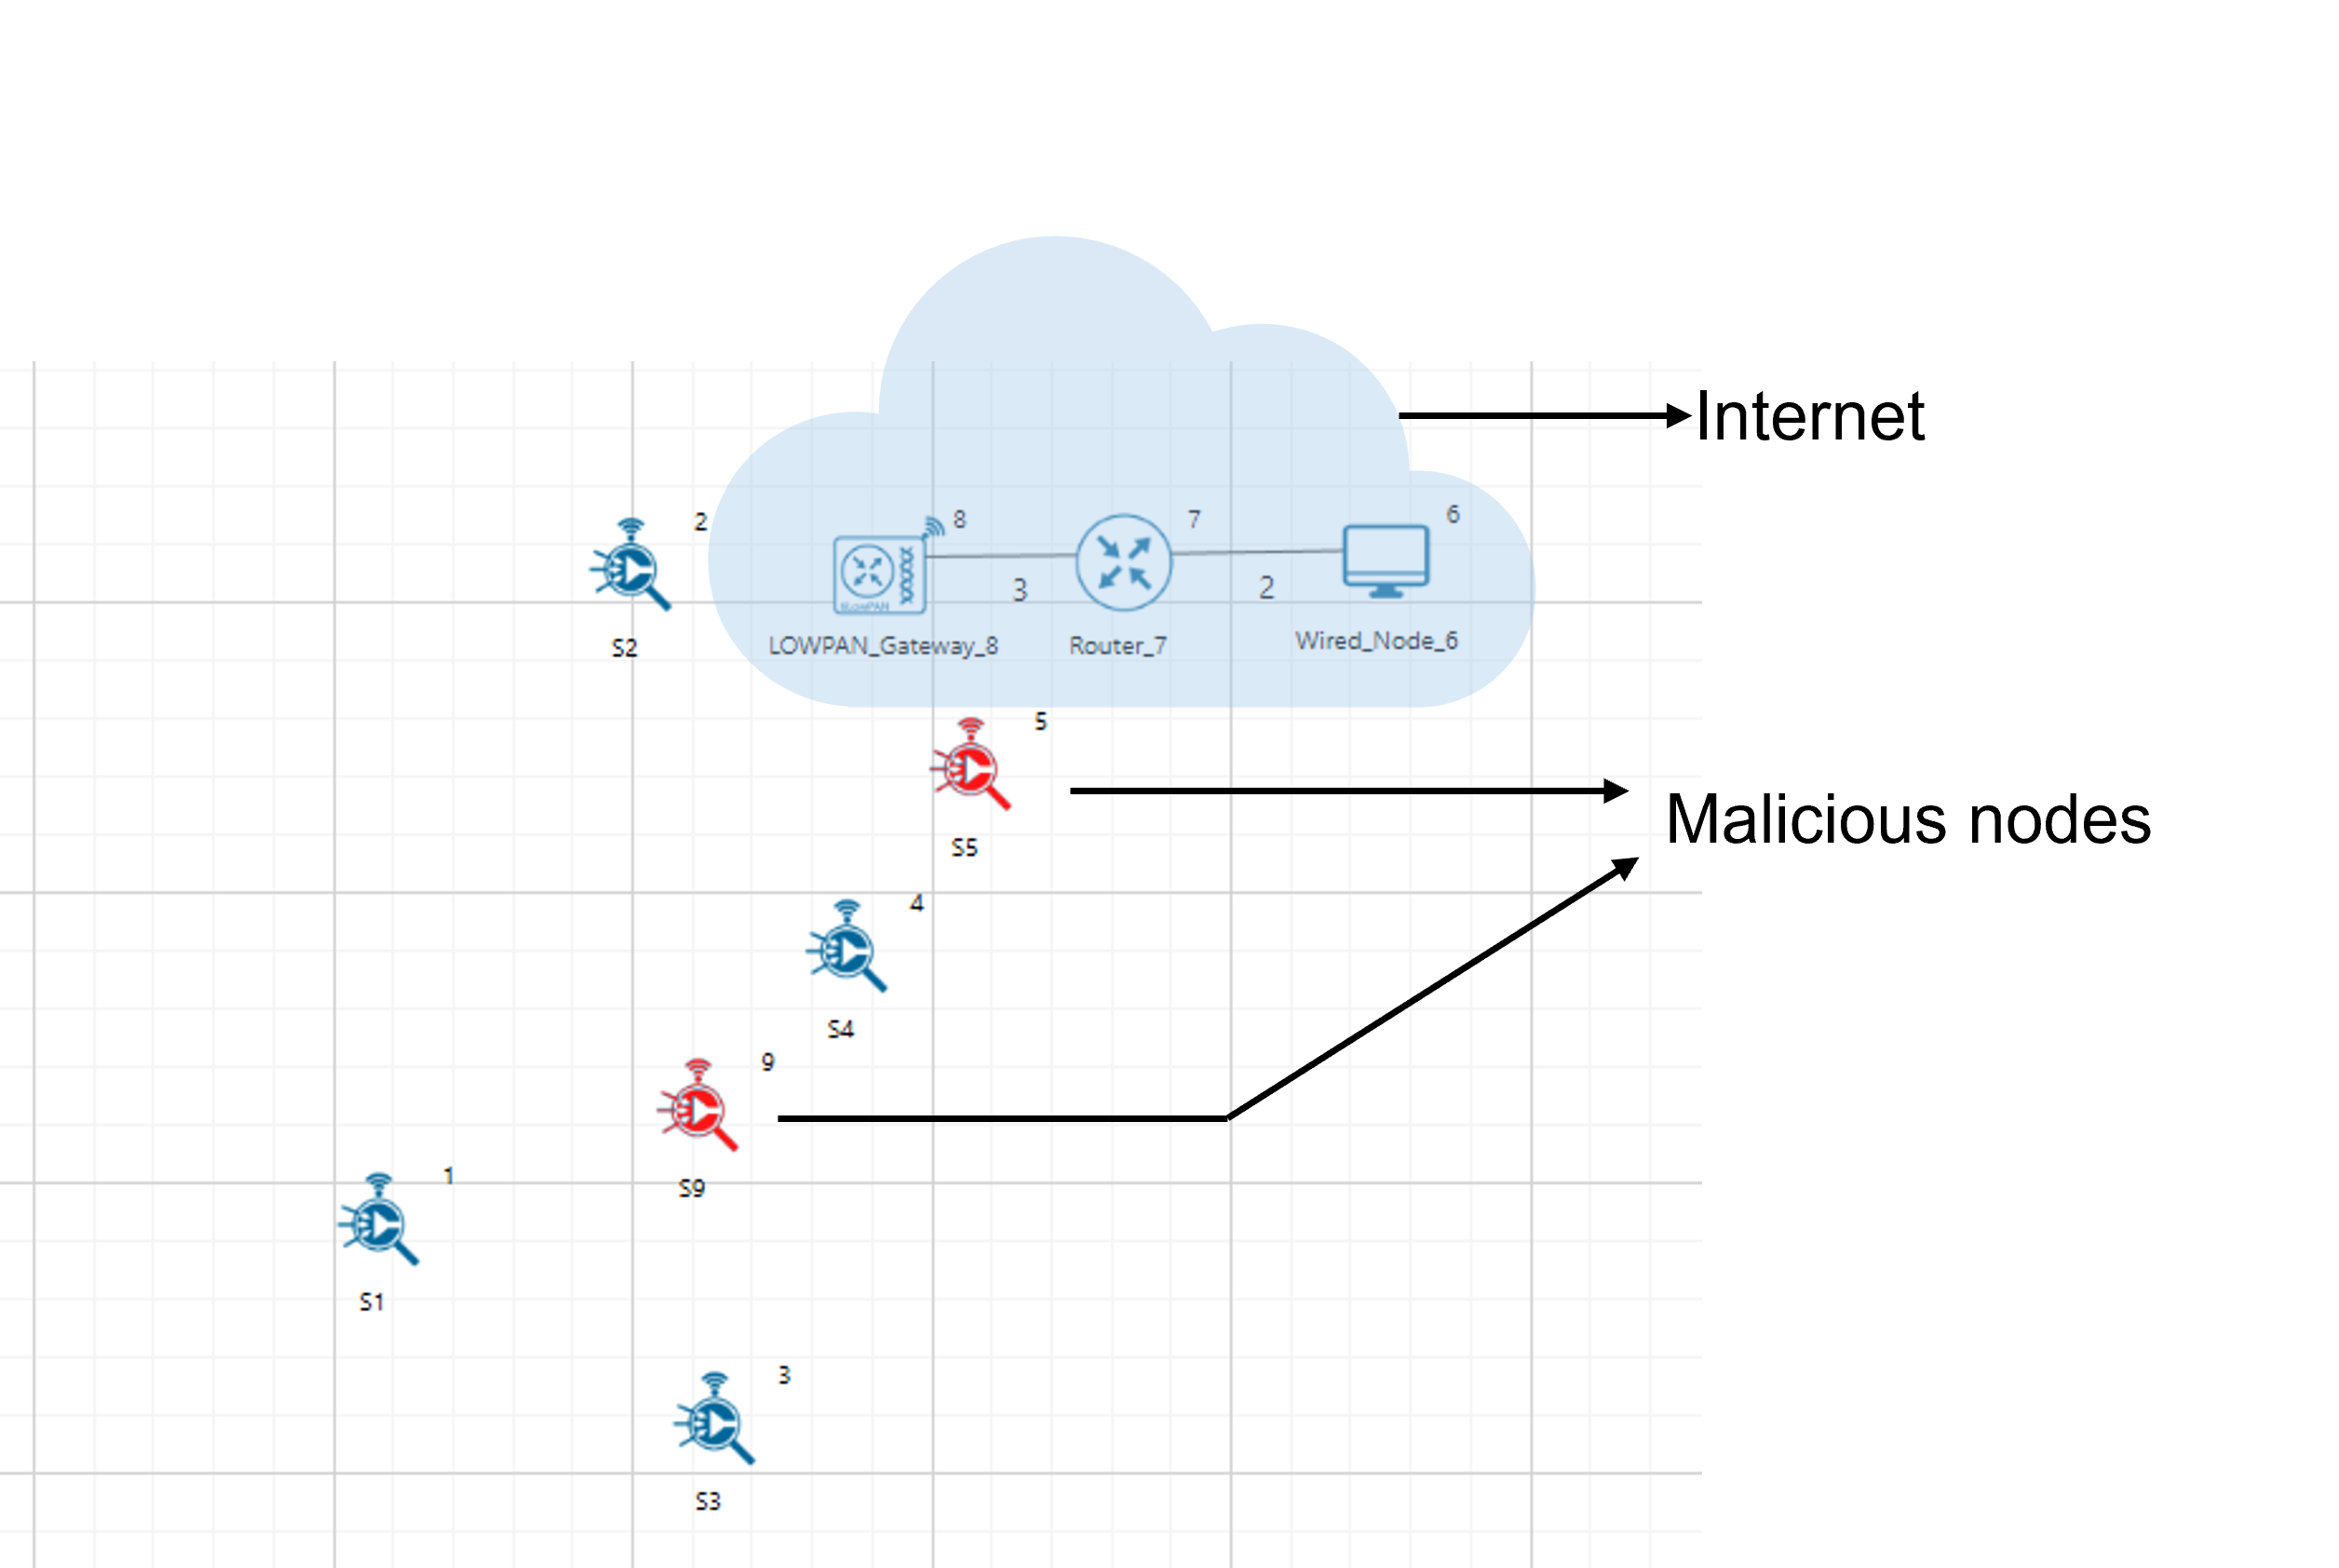 Internet
2
8
7
6
6LowPAN
3
2
S2
LOWPAN_Gateway_8
Router_7
Wired_Node_6
5
Malicious nodes
S5
4
S4
9
S9
1
S1
3
S3